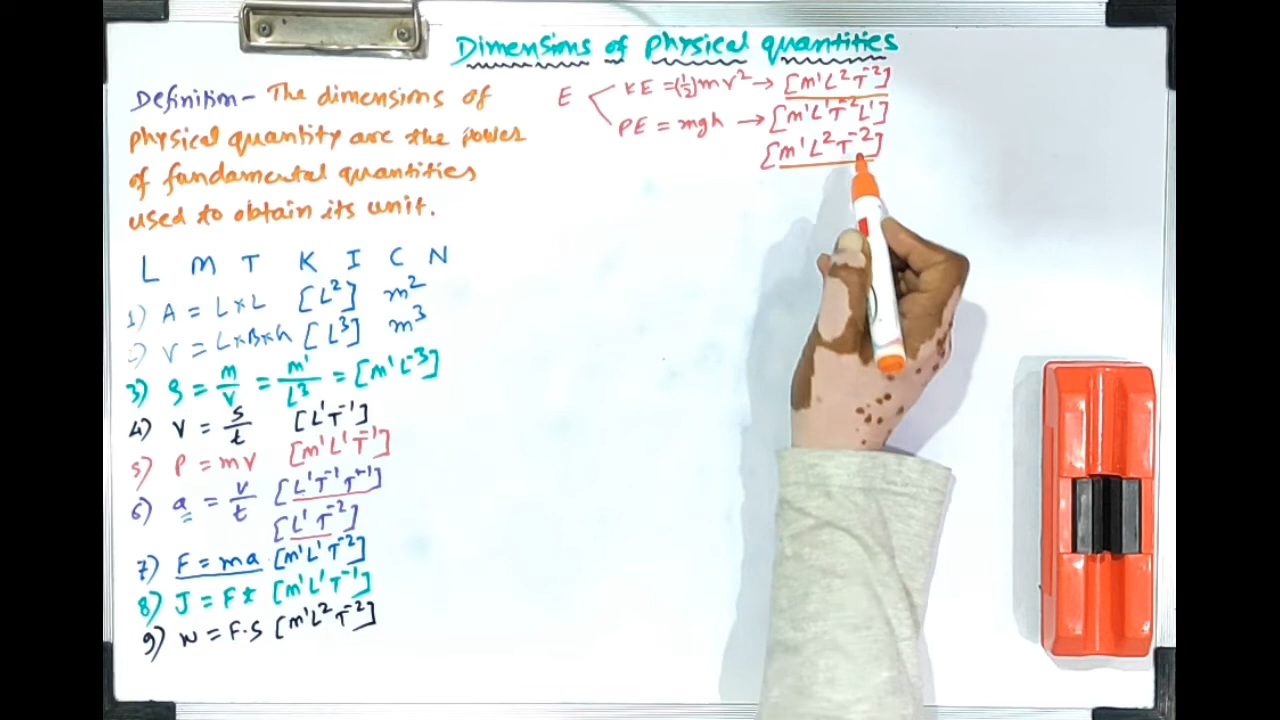 Dimensions of physical quantities
Definition - The dimensions of
physical quantity are the power
of fandamental quantities
used to obtain its unit.
L M T K I C N
1) A = L×L [L²] m²
2) V = L×B×h [L³] m³
3) ρ = m/V = m¹/L³ = [m¹L⁻³]
4) v = s/t [L¹T⁻¹]
5) P = mv [m¹L¹T⁻¹]
6) a = v/t [L¹T⁻¹T⁻¹]
[L¹T⁻²]
7) F = ma [m¹L¹T⁻²]
8) J = F t [m¹L¹T⁻¹]
9) W = F.S [m¹L²T⁻²]
E
KE = (1/2)mv² → [m¹L²T⁻²]
PE = mgh → [m¹L¹T⁻²L¹]
[m¹L²T⁻²]